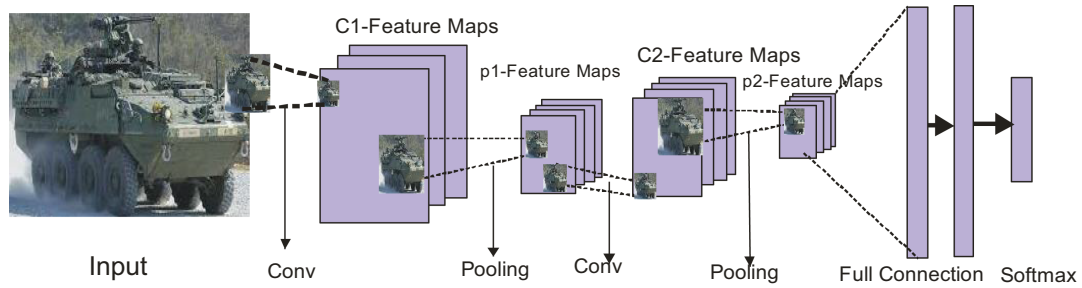 C1-Feature Maps
p1-Feature Maps
C2-Feature Maps
p2-Feature Maps
Input
Conv
Pooling
Conv
Pooling
Full Connection
Softmax